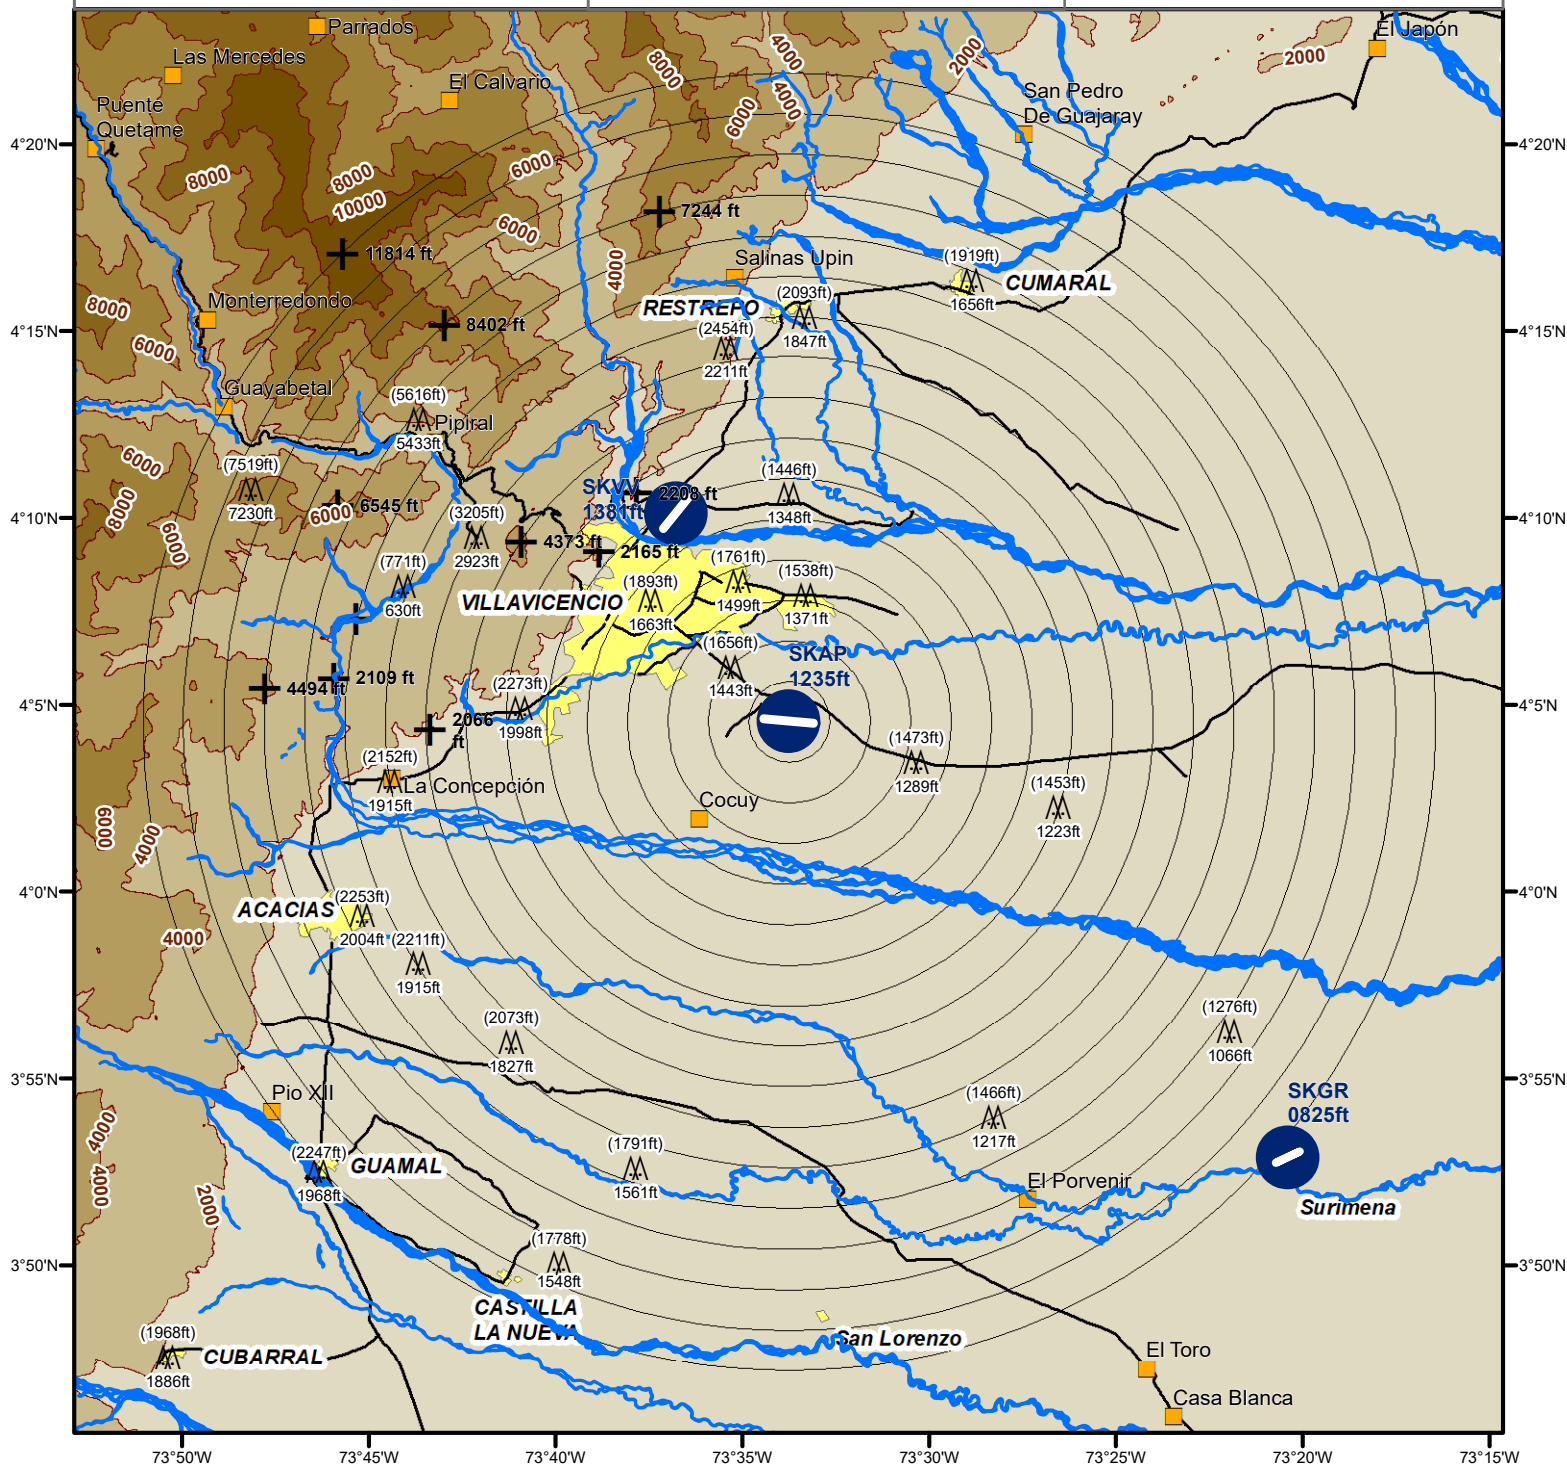 Parrados
El Japón
Las Mercedes
El Calvario
8000
4000
2000
2000
Puente
Quetame
San Pedro
De Guajaray
4000
6000
4°20'N
4°20'N
8000
8000
6000
10000
7244 ft
6000
11814 ft
4000
Salinas Upin
(1919ft)
CUMARAL
1656ft
Monterredondo
8000
RESTREPO
(2093ft)
8402 ft
(2454ft)
1847ft
4°15'N
4°15'N
6000
2211ft
Guayabetal
(5616ft)
Pipiral
5433ft
6000
(7519ft)
7230ft
8000
6000
6545 ft
6000
(3205ft)
2923ft
SKVV
1381ft
2208 ft
(1446ft)
1348ft
4°10'N
4°10'N
4373 ft
2165 ft
(1761ft)
1499ft
(1538ft)
1371ft
(771ft)
630ft
VILLAVICENCIO
(1893ft)
1663ft
(1656ft)
1443ft
SKAP
1235ft
4494 ft
2109 ft
(2273ft)
1998ft
4°5'N
4°5'N
2066
ft
(1473ft)
1289ft
(2152ft)
1915ft
La Concepción
(1453ft)
1223ft
Cocuy
6000
4000
4°0'N
4°0'N
ACACIAS
(2253ft)
2004ft
(2211ft)
1915ft
4000
(2073ft)
1827ft
(1276ft)
1066ft
3°55'N
3°55'N
Pio XII
(1466ft)
1217ft
SKGR
0825ft
4000
4000
2000
(2247ft)
1968ft
GUAMAL
(1791ft)
1561ft
El Porvenir
Surimena
(1778ft)
1548ft
3°50'N
3°50'N
CASTILLA
LA NUEVA
San Lorenzo
(1968ft)
1886ft
CUBARRAL
El Toro
Casa Blanca
73°50'W
73°45'W
73°40'W
73°35'W
73°30'W
73°25'W
73°20'W
73°15'W